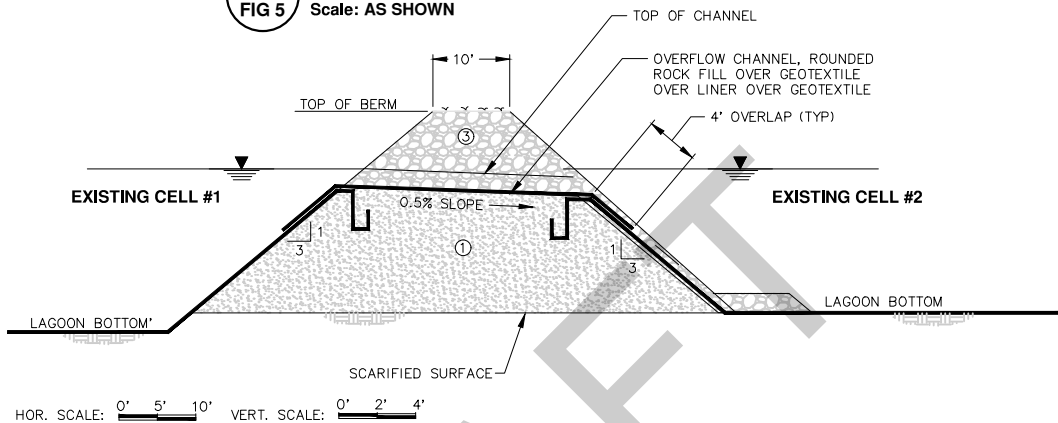 FIG 5
Scale: AS SHOWN
TOP OF CHANNEL
10'
OVERFLOW CHANNEL, ROUNDED
ROCK FILL OVER GEOTEXTILE
OVER LINER OVER GEOTEXTILE
TOP OF BERM
4' OVERLAP (TYP)
3
EXISTING CELL #1
EXISTING CELL #2
0.5% SLOPE
1
3
1
1
3
LAGOON BOTTOM'
LAGOON BOTTOM
SCARIFIED SURFACE
HOR. SCALE: 0' 5' 10'
VERT. SCALE: 0' 2' 4'